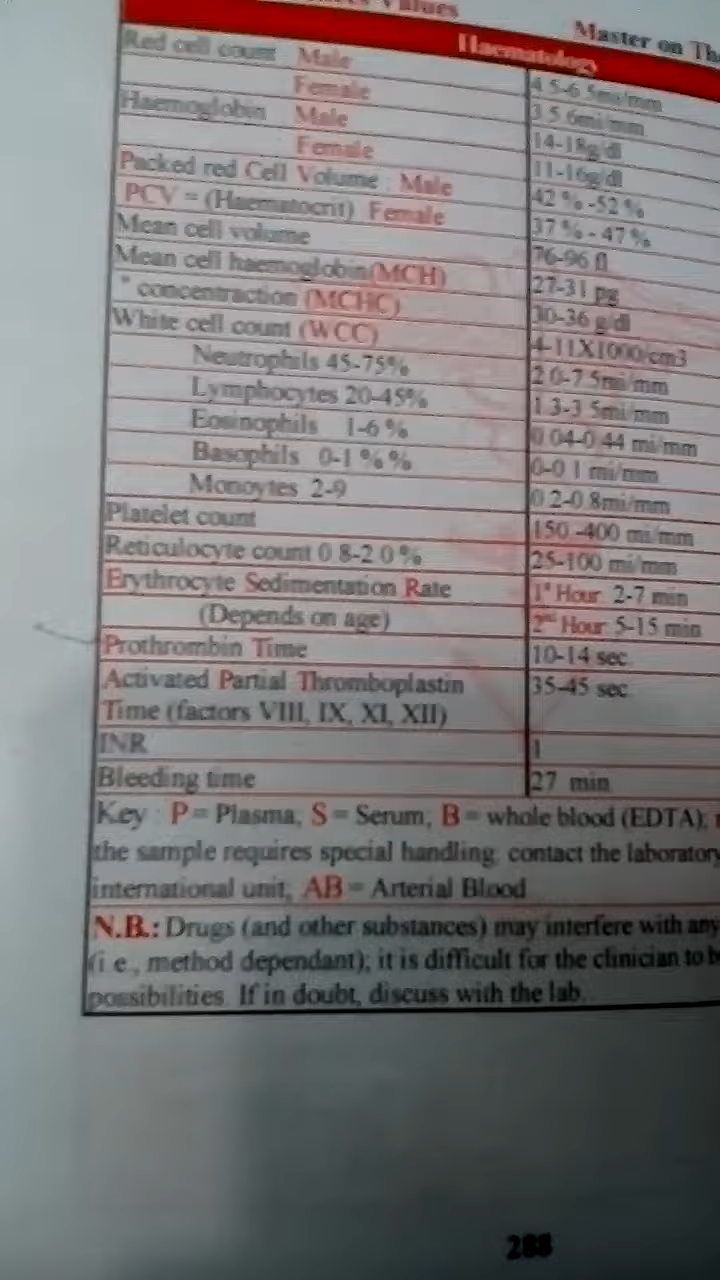 Values
Master on Th
Haematology
Red cell count Male 4.5-6.5mi/mm
Female 3.5.6mi/mm
Haemoglobin Male 14-18g/dl
Female 11-16g/dl
Packed red Cell Volume : Male 42 % -52 %
PCV = (Haematocrit) Female 37 % - 47 %
Mean cell volume 76-96 fl
Mean cell haemoglobin(MCH) 27-31 pg
" concentraction (MCHC) 30-36 g/dl
White cell count (WCC) 4-11X1000/cm3
Neutrophils 45-75% 2.0-7.5mi/mm
Lymphocytes 20-45% 1.3-3.5mi/mm
Eosinophils 1-6 % 0.04-0.44 mi/mm
Basophils 0-1 % % 0-0.1 mi/mm
Monoytes 2-9 0.2-0.8mi/mm
Platelet count 150.-400 mi/mm
Reticulocyte count 0.8-2.0 % 25-100 mi/mm
Erythrocyte Sedimentation Rate 1st Hour 2-7 min
(Depends on age) 2nd Hour 5-15 min
Prothrombin Time 10-14 sec.
Activated Partial Thromboplastin 35-45 sec
Time (factors VIII, IX, XI, XII)
INR 1
Bleeding time 27 min
Key : P = Plasma, S = Serum, B = whole blood (EDTA);
the sample requires special handling: contact the laboratory
international unit; AB = Arterial Blood
N.B.: Drugs (and other substances) may interfere with any
(i.e., method dependant); it is difficult for the clinician to b
possibilities. If in doubt, discuss with the lab.
288